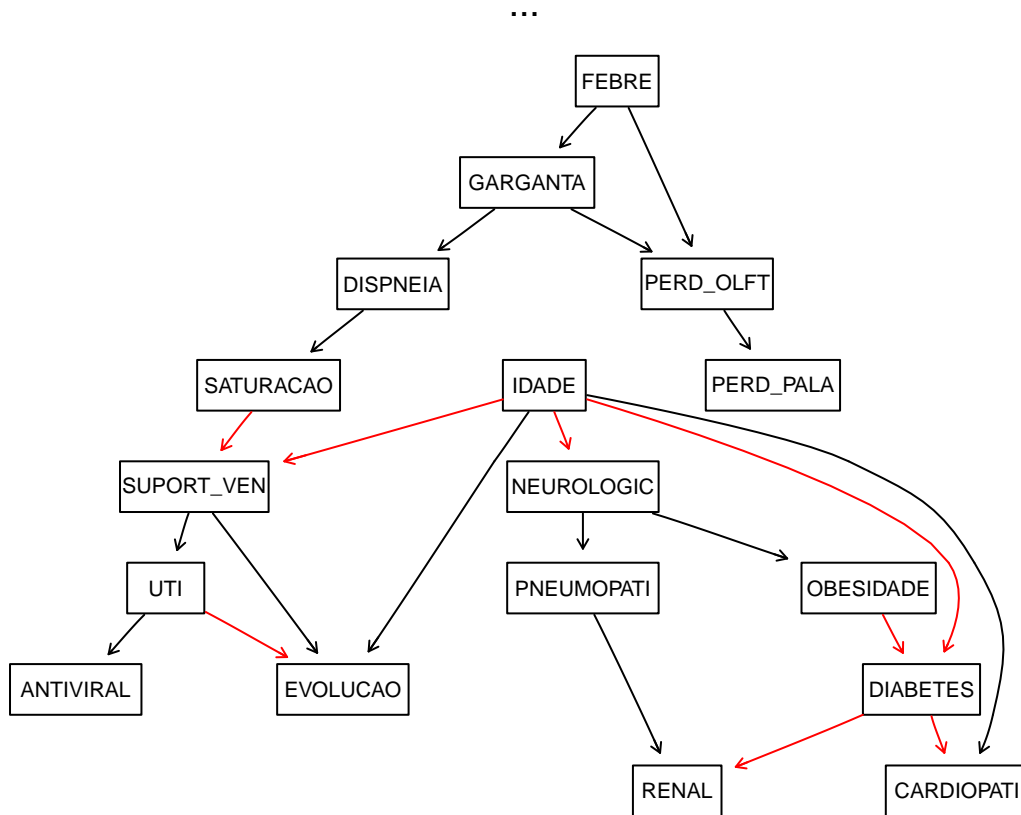 ...
FEBRE
GARGANTA
DISPNEIA
PERD_OLFT
SATURACAO
IDADE
PERD_PALA
SUPORT_VEN
NEUROLOGIC
UTI
PNEUMOPATI
OBESIDADE
ANTIVIRAL
EVOLUCAO
DIABETES
RENAL
CARDIOPATI